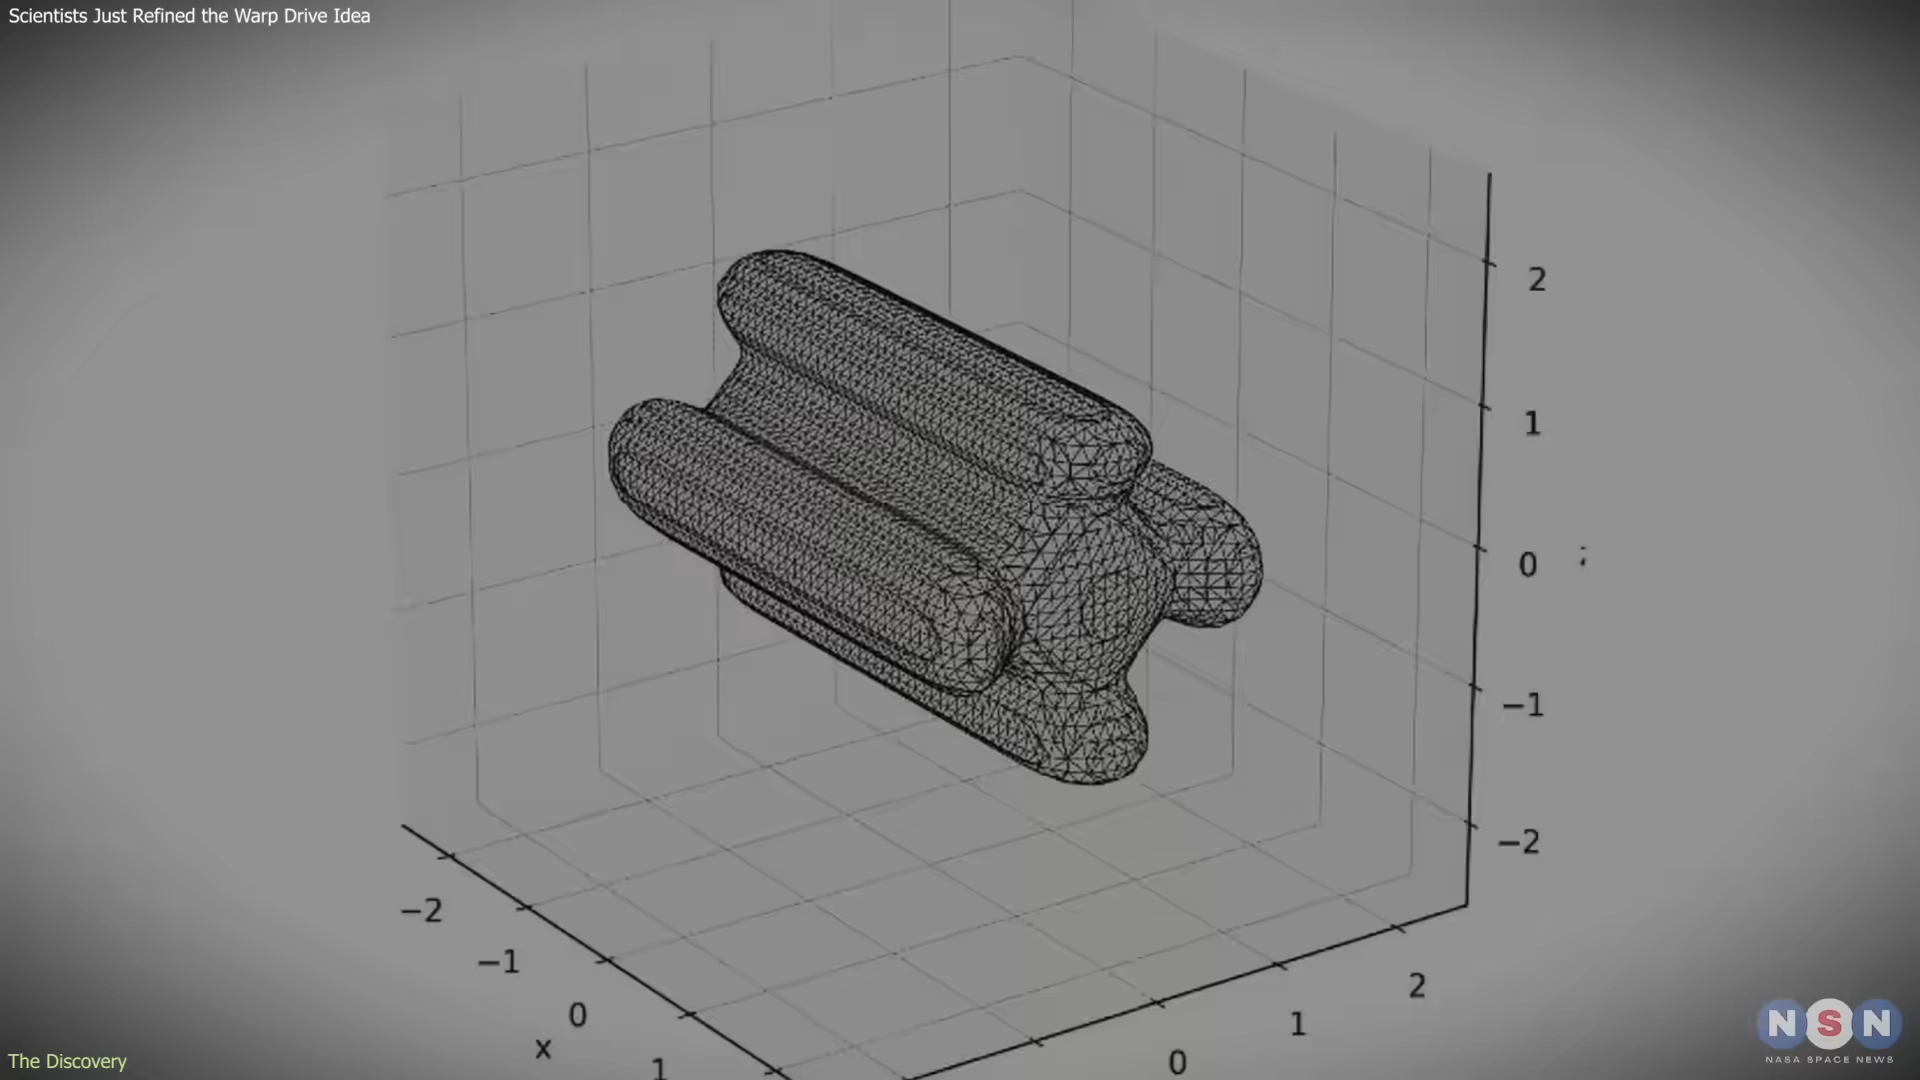 Scientists Just Refined the Warp Drive Idea
2
1
0
−1
−2
−2
−1
0
1
x
0
1
2
The Discovery
NSN
NASA SPACE NEWS